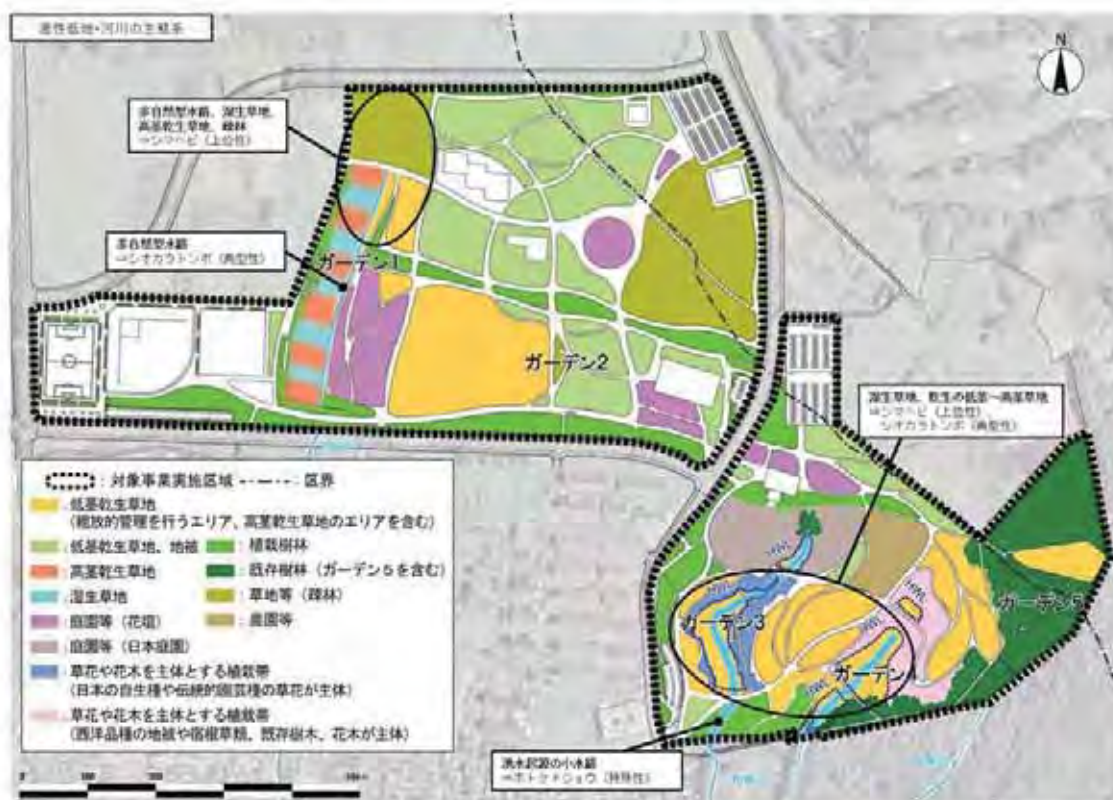 湿性低地・河川の生態系
N
多自然型水路、湿生草地、
高茎乾生草地、疎林
⇒シマヘビ（上位性）
多自然型水路
⇒シオカラトンボ（典型性）
ガーデン1
ガーデン2
湿生草地、乾生の低茎～高茎草地
⇒シマヘビ（上位性）
シオカラトンボ（典型性）
：対象事業実施区域
：区界
：低茎乾生草地
（粗放的管理を行うエリア、高茎乾生草地のエリアを含む）
：低茎乾生草地、地被
：植栽樹林
：高茎乾生草地
：既存樹林（ガーデン5を含む）
：湿生草地
：草地等（疎林）
：庭園等（花壇）
：農園等
：庭園等（日本庭園）
：草花や花木を主体とする植栽帯
（日本の自生種や伝統的園芸種の草花が主体）
：草花や花木を主体とする植栽帯
（西洋品種の地被や宿根草類、既存樹木、花木が主体）
HWL
HWL
HWL
HWL
HWL
ガーデン3
ガーデン4
ガーデン5
湧水起源の小水路
⇒ホトケドジョウ（特殊性）
0